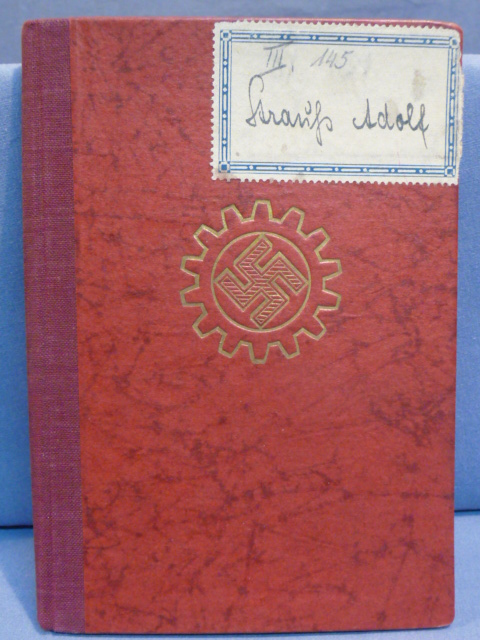 III, 145
Strauß Adolf